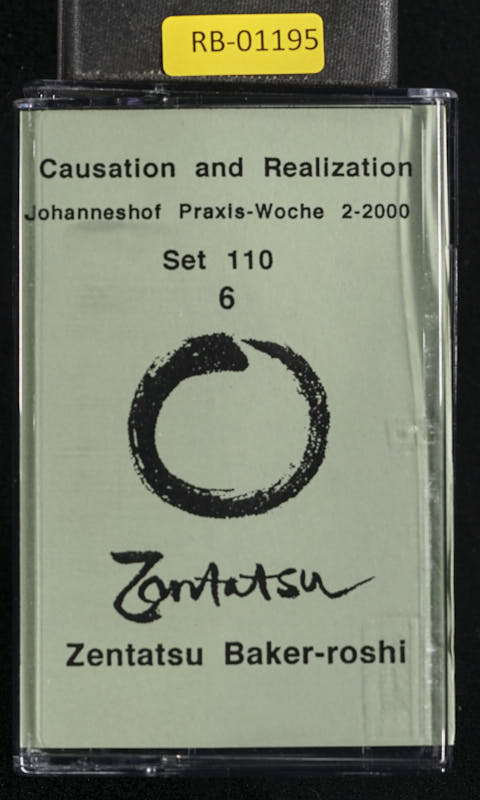 RB-01195
Causation and Realization
Johanneshof Praxis-Woche 2-2000
Set 110
6
Zentatsu
Zentatsu Baker-roshi